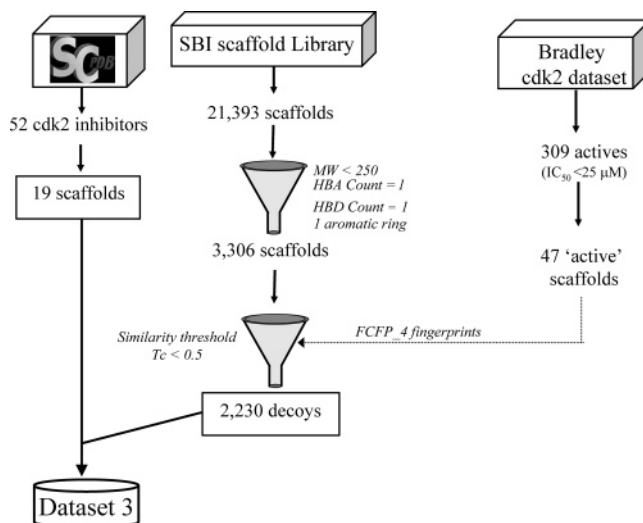 SC PDB
52 cdk2 inhibitors
19 scaffolds
SBI scaffold Library
21,393 scaffolds
MW < 250
HBA Count = 1
HBD Count = 1
1 aromatic ring
3,306 scaffolds
Similarity threshold
Tc < 0.5
2,230 decoys
Bradley
cdk2 dataset
309 actives
(IC50 <25 μM)
47 'active'
scaffolds
FCFP_4 fingerprints
Dataset 3